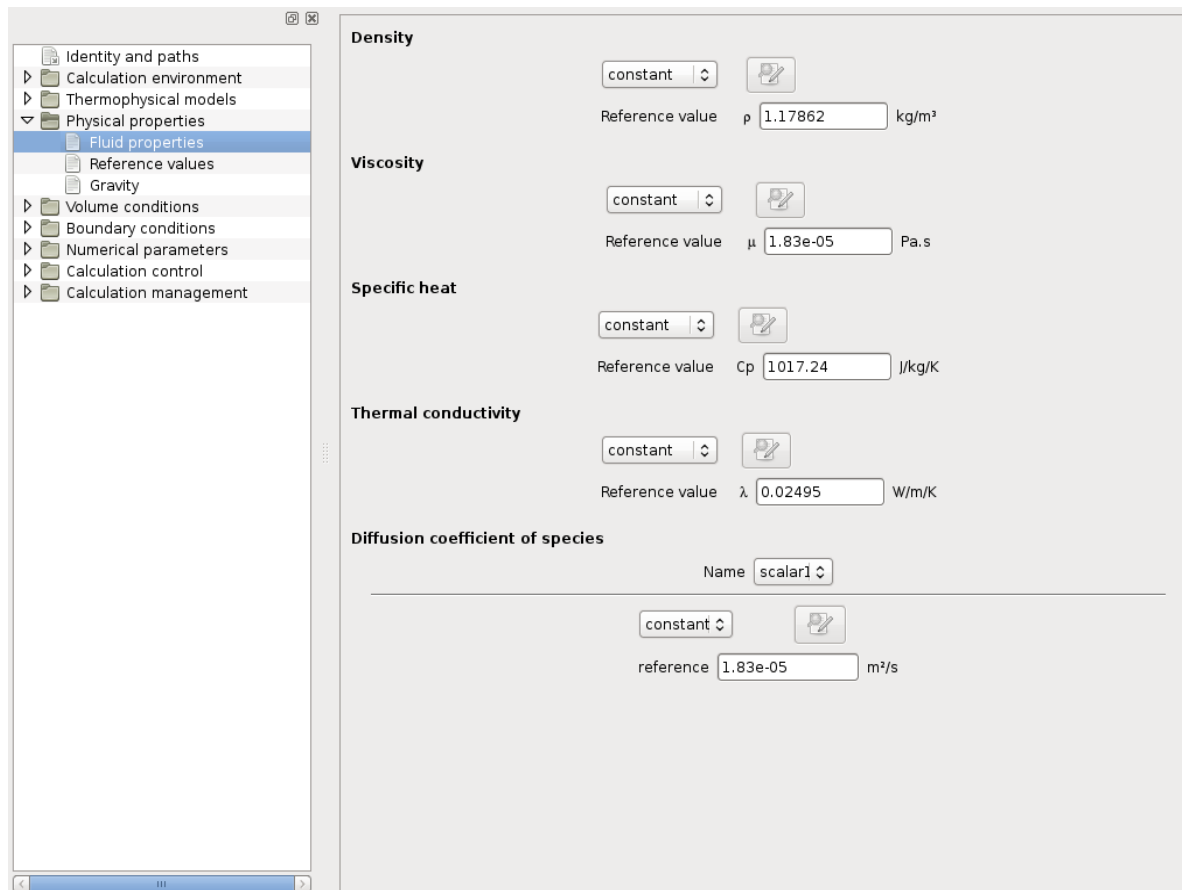 Identity and paths
Calculation environment
Thermophysical models
Physical properties
Fluid properties
Reference values
Gravity
Volume conditions
Boundary conditions
Numerical parameters
Calculation control
Calculation management
Density
constant
Reference value ρ 1.17862 kg/m³
Viscosity
constant
Reference value μ 1.83e-05 Pa.s
Specific heat
constant
Reference value Cp 1017.24 J/kg/K
Thermal conductivity
constant
Reference value λ 0.02495 W/m/K
Diffusion coefficient of species
Name scalar1
constant
reference 1.83e-05 m²/s